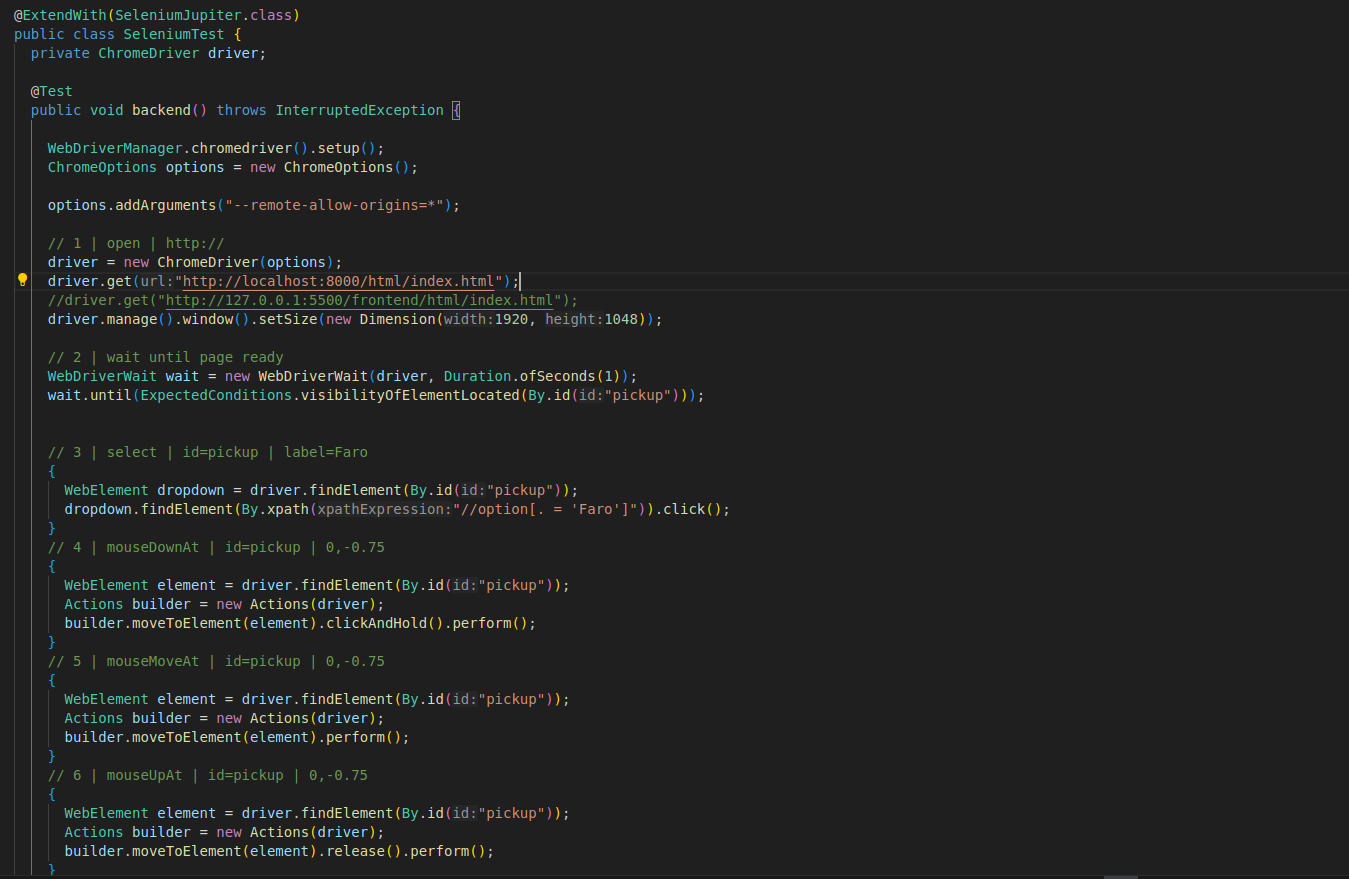 @ExtendWith(SeleniumJupiter.class)
public class SeleniumTest {
private ChromeDriver driver;
@Test
public void backend() throws InterruptedException {
WebDriverManager.chromedriver().setup();
ChromeOptions options = new ChromeOptions();
options.addArguments("--remote-allow-origins=*");
// 1 | open | http://
driver = new ChromeDriver(options);
driver.get(url:"http://localhost:8000/html/index.html");
//driver.get("http://127.0.0.1:5500/frontend/html/index.html");
driver.manage().window().setSize(new Dimension(width:1920, height:1048));
// 2 | wait until page ready
WebDriverWait wait = new WebDriverWait(driver, Duration.ofSeconds(1));
wait.until(ExpectedConditions.visibilityOfElementLocated(By.id(id:"pickup")));
// 3 | select | id=pickup | label=Faro
{
WebElement dropdown = driver.findElement(By.id(id:"pickup"));
dropdown.findElement(By.xpath(xpathExpression:"//option[. = 'Faro']")).click();
}
// 4 | mouseDownAt | id=pickup | 0,-0.75
{
WebElement element = driver.findElement(By.id(id:"pickup"));
Actions builder = new Actions(driver);
builder.moveToElement(element).clickAndHold().perform();
}
// 5 | mouseMoveAt | id=pickup | 0,-0.75
{
WebElement element = driver.findElement(By.id(id:"pickup"));
Actions builder = new Actions(driver);
builder.moveToElement(element).perform();
}
// 6 | mouseUpAt | id=pickup | 0,-0.75
{
WebElement element = driver.findElement(By.id(id:"pickup"));
Actions builder = new Actions(driver);
builder.moveToElement(element).release().perform();
}